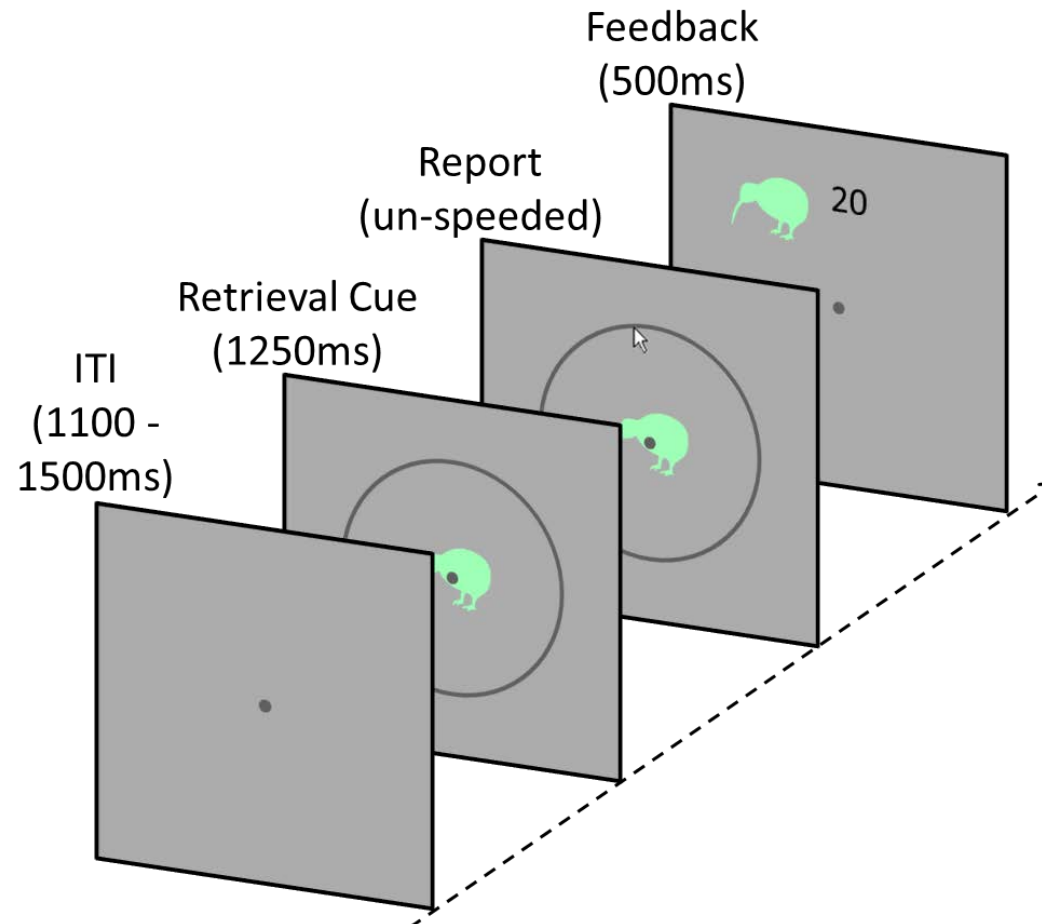 Feedback
(500ms)
20
Report
(un-speeded)
Retrieval Cue
(1250ms)
ITI
(1100 -
1500ms)